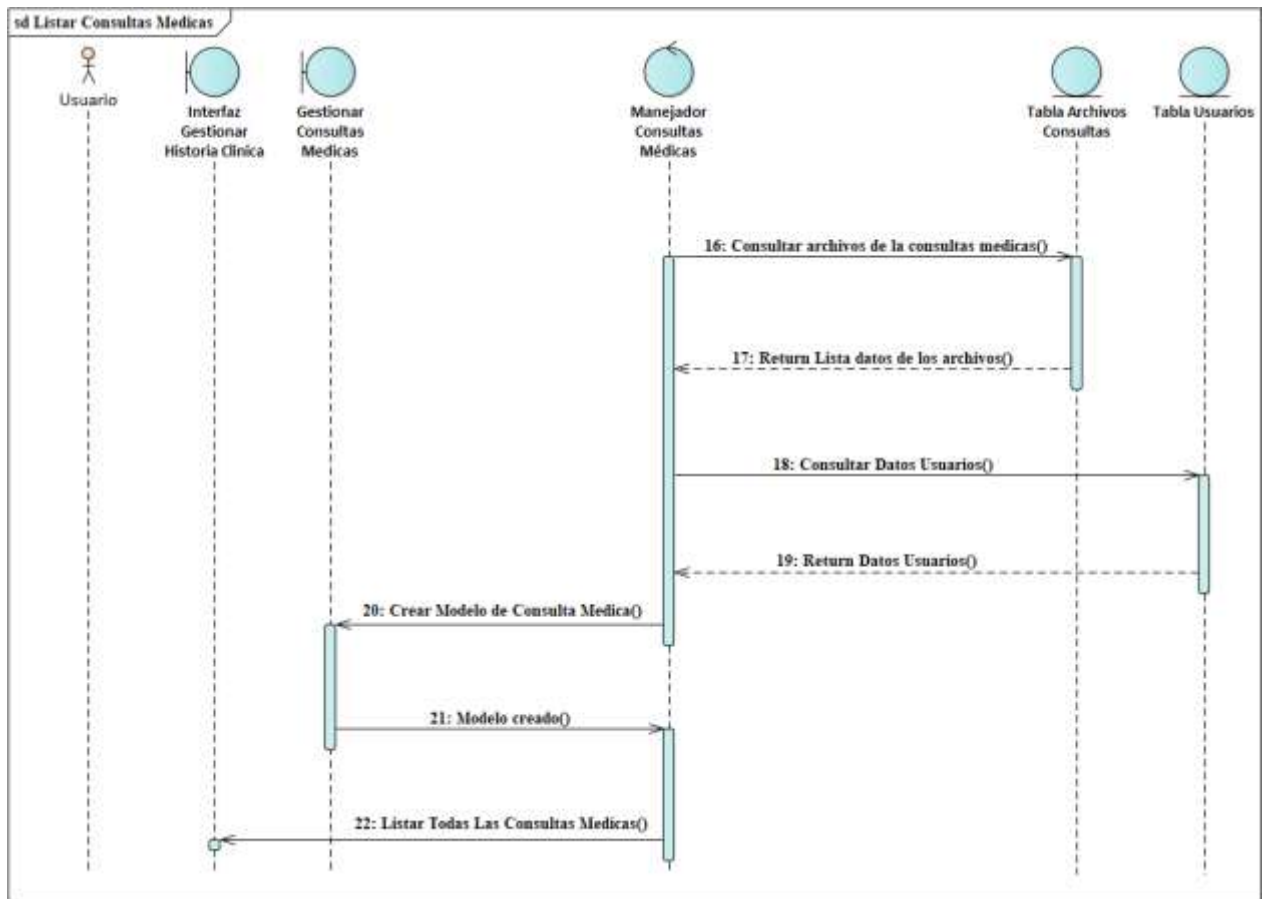 sd Listar Consultas Medicas
Usuario
Interfaz
Gestionar
Historia Clinica
Gestionar
Consultas
Medicas
Manejador
Consultas
Médicas
Tabla Archivos
Consultas
Tabla Usuarios
16: Consultar archivos de la consultas medicas()
17: Return Lista datos de los archivos()
18: Consultar Datos Usuarios()
19: Return Datos Usuarios()
20: Crear Modelo de Consulta Medica()
21: Modelo creado()
22: Listar Todas Las Consultas Medicas()